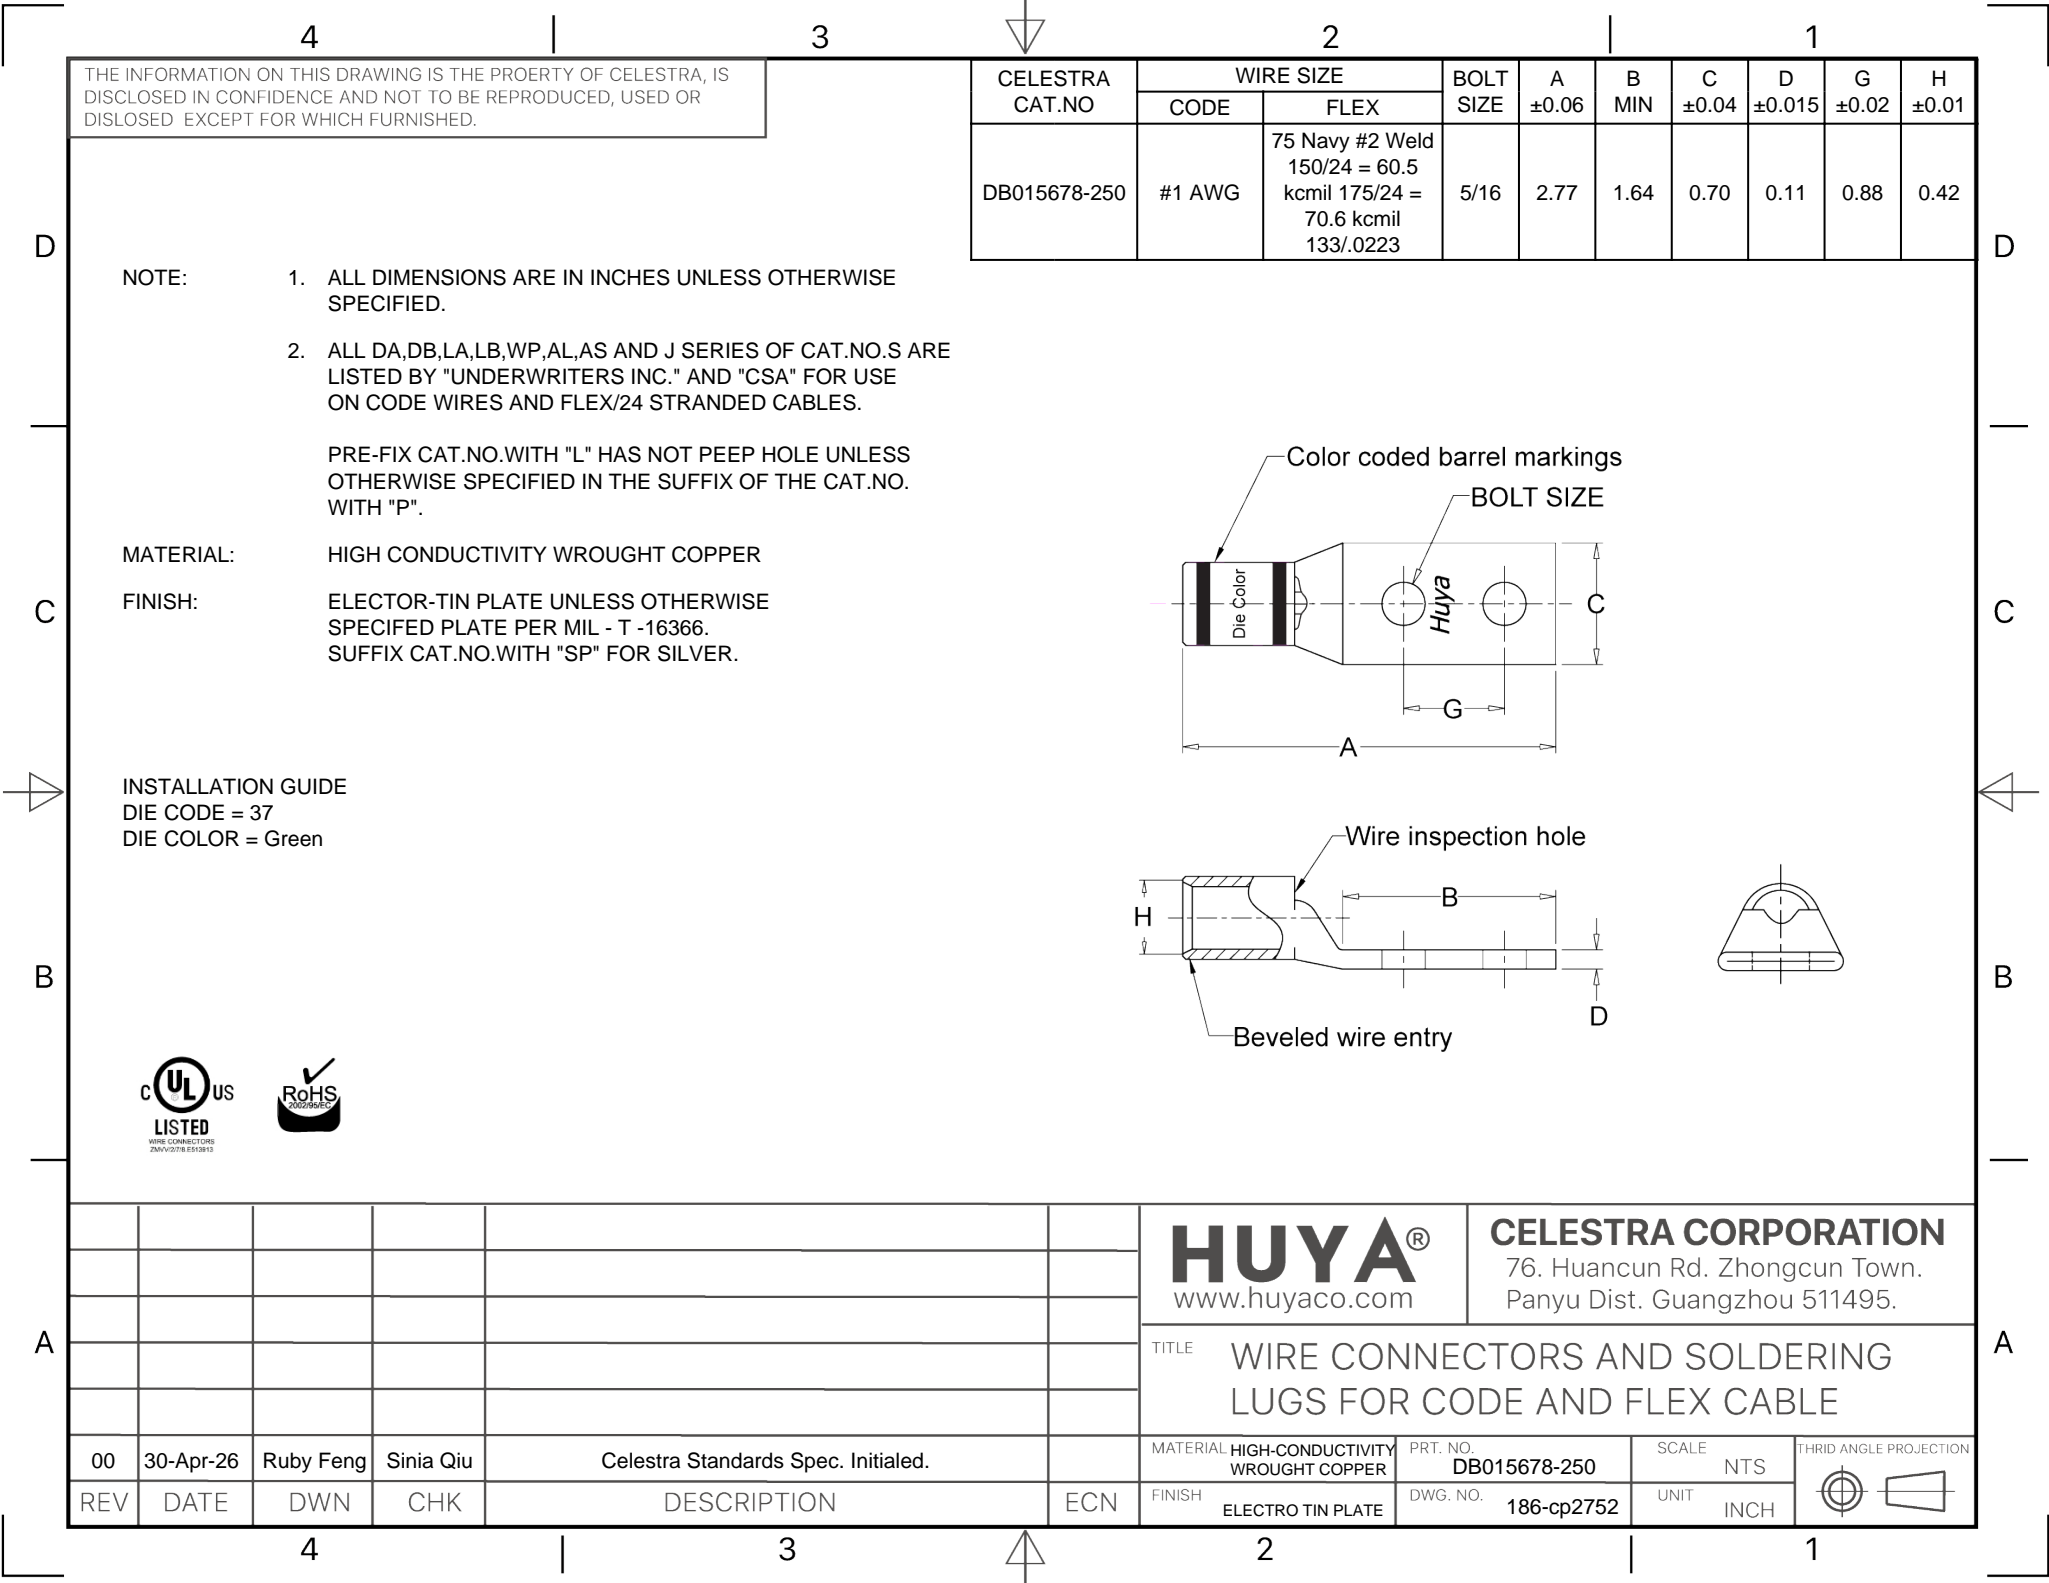 4 3 2 1
THE INFORMATION ON THIS DRAWING IS THE PROERTY OF CELESTRA, IS
DISCLOSED IN CONFIDENCE AND NOT TO BE REPRODUCED, USED OR
DISLOSED EXCEPT FOR WHICH FURNISHED.
CELESTRA CAT.NO WIRE SIZE BOLT SIZE A ±0.06 B MIN C ±0.04 D ±0.015 G ±0.02 H ±0.01
CODE FLEX
75 Navy #2 Weld
150/24 = 60.5
DB015678-250 #1 AWG kcmil 175/24 = 5/16 2.77 1.64 0.70 0.11 0.88 0.42
70.6 kcmil
133/.0223
D D
NOTE: 1. ALL DIMENSIONS ARE IN INCHES UNLESS OTHERWISE
SPECIFIED.
2. ALL DA,DB,LA,LB,WP,AL,AS AND J SERIES OF CAT.NO.S ARE
LISTED BY "UNDERWRITERS INC." AND "CSA" FOR USE
ON CODE WIRES AND FLEX/24 STRANDED CABLES.
PRE-FIX CAT.NO.WITH "L" HAS NOT PEEP HOLE UNLESS
OTHERWISE SPECIFIED IN THE SUFFIX OF THE CAT.NO.
WITH "P".
MATERIAL: HIGH CONDUCTIVITY WROUGHT COPPER
FINISH: ELECTOR-TIN PLATE UNLESS OTHERWISE
SPECIFED PLATE PER MIL - T -16366.
SUFFIX CAT.NO.WITH "SP" FOR SILVER.
C C
Color coded barrel markings
BOLT SIZE
Die Color
Huya
C
G
A
INSTALLATION GUIDE
DIE CODE = 37
DIE COLOR = Green
Wire inspection hole
H
B
D
Beveled wire entry
B B
C UL US
LISTED
WIRE CONNECTORS
ZMVV/2/7/8.E513913
RoHS
2002/95/EC
A A
HUYA®
www.huyaco.com
CELESTRA CORPORATION
76. Huancun Rd. Zhongcun Town.
Panyu Dist. Guangzhou 511495.
TITLE WIRE CONNECTORS AND SOLDERING
LUGS FOR CODE AND FLEX CABLE
00 30-Apr-26 Ruby Feng Sinia Qiu Celestra Standards Spec. Initialed.
REV DATE DWN CHK DESCRIPTION ECN
MATERIAL HIGH-CONDUCTIVITY
WROUGHT COPPER
PRT. NO.
DB015678-250
SCALE
NTS
THRID ANGLE PROJECTION
FINISH
ELECTRO TIN PLATE
DWG. NO.
186-cp2752
UNIT
INCH
4 3 2 1